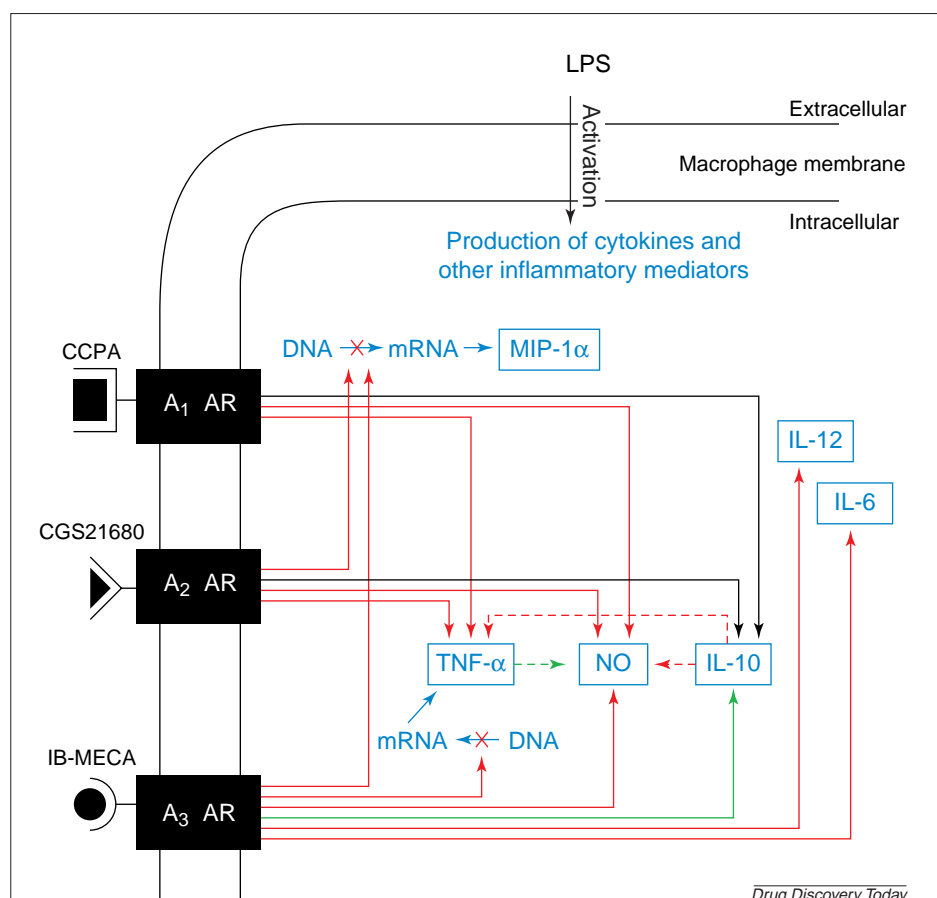 LPS
Activation
Extracellular
Macrophage membrane
Intracellular
Production of cytokines and
other inflammatory mediators
DNA mRNA MIP-1α
CCPA
A₁ AR
IL-12
IL-6
CGS21680
A₂ AR
TNF-α NO IL-10
mRNA DNA
IB-MECA
A₃ AR
Drug Discovery Today